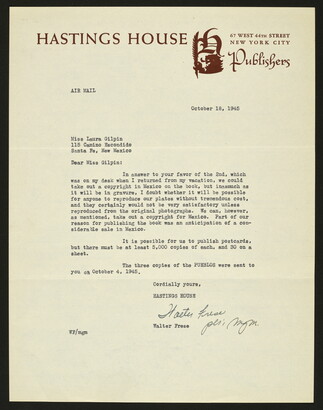 HASTINGS HOUSE
67 WEST 44TH STREET
NEW YORK CITY
Publishers
AIR MAIL
October 18, 1945
Miss Laura Gilpin
118 Camino Escondido
Santa Fe, New Mexico
Dear Miss Gilpin:
In answer to your favor of the 2nd, which
was on my desk when I returned from my vacation, we could
take out a copyright in Mexico on the book, but inasmuch as
it will be in gravure, I doubt whether it will be possible
for anyone to reproduce our plates without tremendous cost,
and they certainly would not be very satisfactory unless
reproduced from the original photographs. We can, however,
as mentioned, take out a copyright for Mexico. Part of our
reason for publishing the book was an anticipation of a con-
siderable sale in Mexico.
It is possible for us to publish postcards,
but there must be at least 5,000 copies of each, and 30 on a
sheet.
The three copies of the PUEBLOS were sent to
you on October 4, 1945.
Cordially yours,
HASTINGS HOUSE
Walter Frese
per: mgm
Walter Frese
WF/mgm